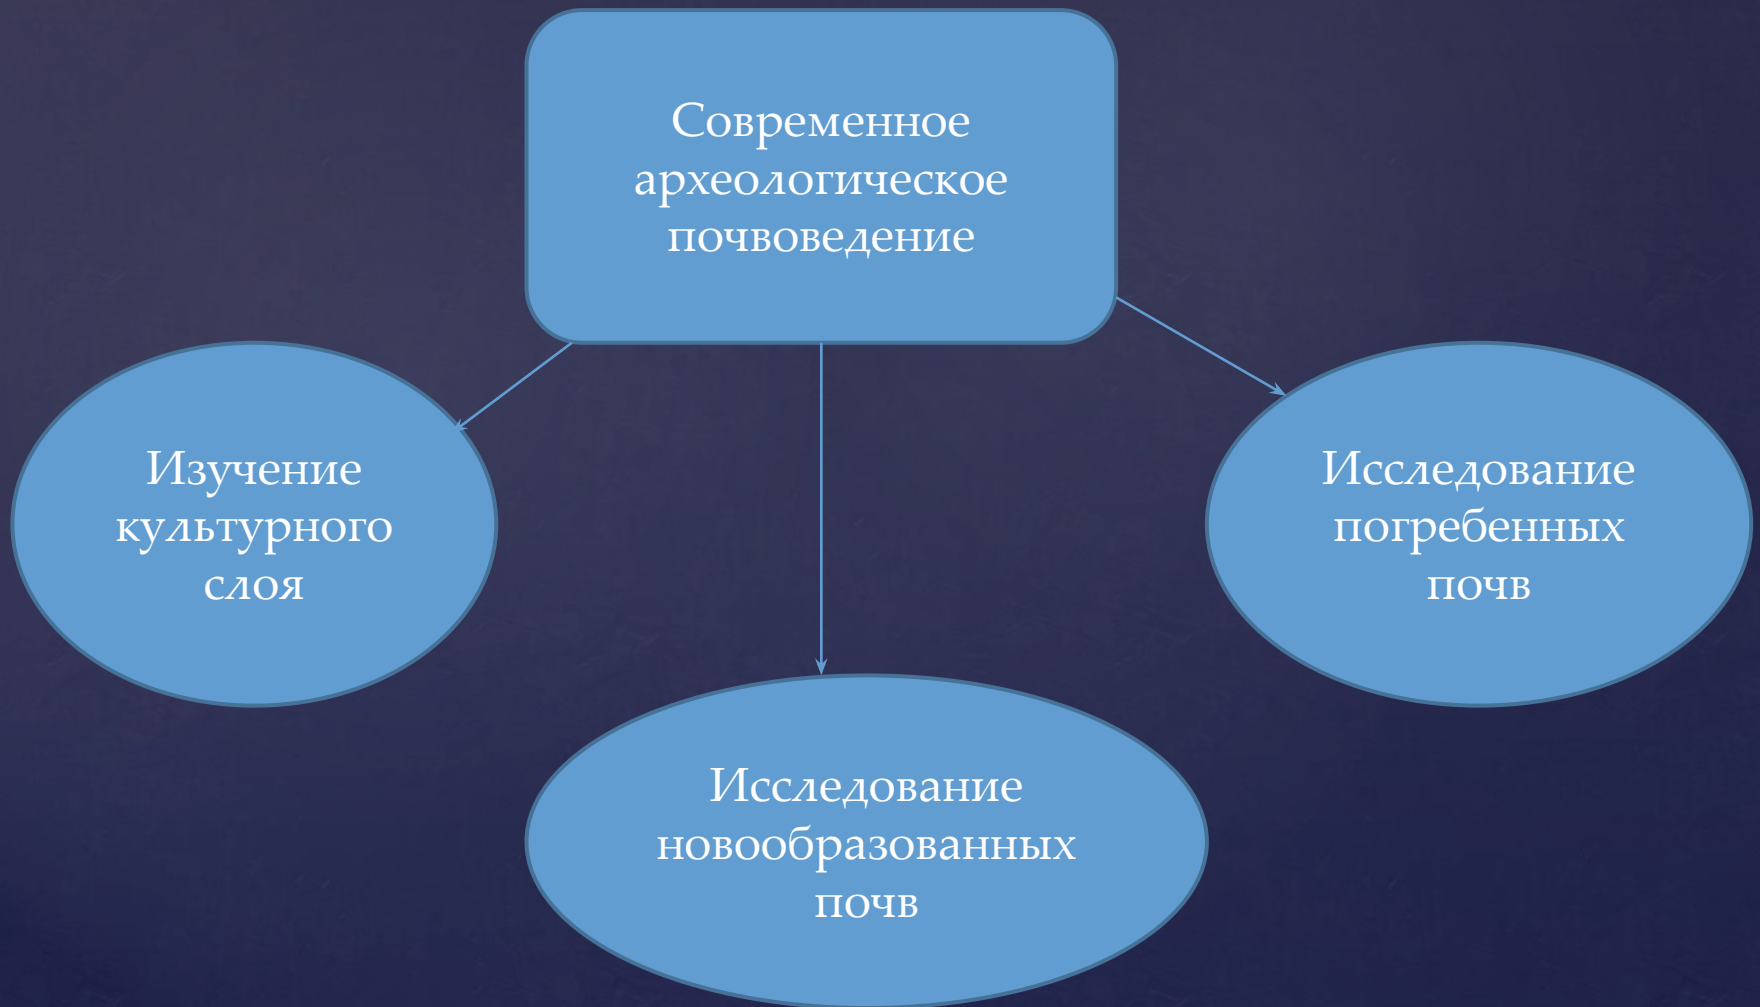 Современное
археологическое
почвоведение
Изучение
культурного
слоя
Исследование
погребенных
почв
Исследование
новообразованных
почв